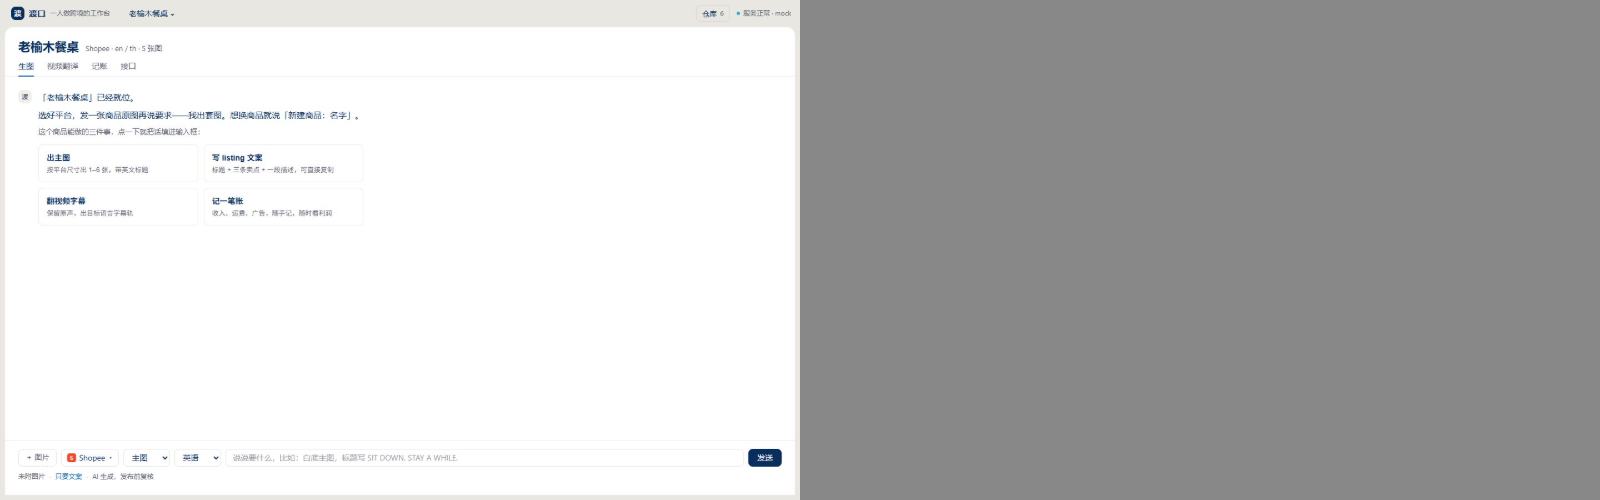 渡 渡口 一人做跨境的工作台 老榆木餐桌 仓库 6 服务正常 · mock
老榆木餐桌 Shopee · en / th · 5 张图
生图 视频翻译 记账 接口
渡 「老榆木餐桌」已经就位。
选好平台，发一张商品原图再说要求——我出套图。想换商品就说「新建商品：名字」。
这个商品能做的三件事，点一下就把话填进输入框：
出主图 写 listing 文案
按平台尺寸出 1–6 张，带英文标题 标题 + 三条卖点 + 一段描述，可直接复制
翻视频字幕 记一笔账
保留原声，出目标语言字幕轨 收入、运费、广告，随手记，随时看利润
+ 图片 S Shopee 主图 英语 说说要什么，比如：白底主图，标题写 SIT DOWN. STAY A WHILE. 发送
未附图片 · 只要文案 · AI 生成，发布前复核